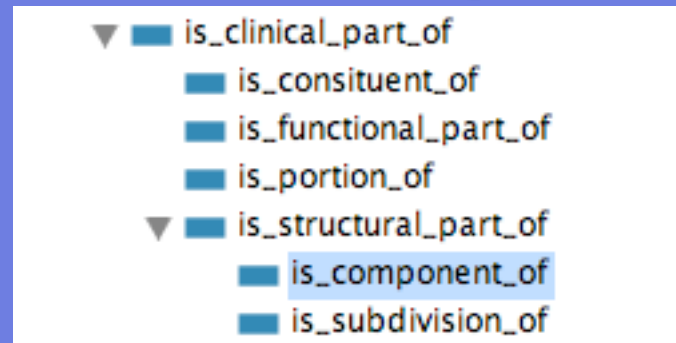 is_clinical_part_of
is_consituent_of
is_functional_part_of
is_portion_of
is_structural_part_of
is_component_of
is_subdivision_of